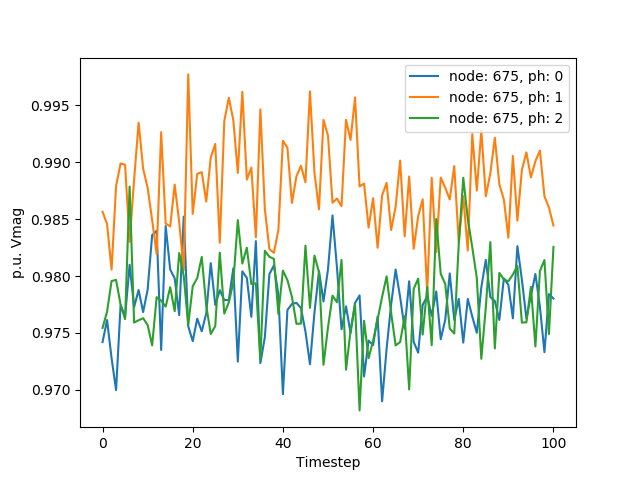 node: 675, ph: 0
node: 675, ph: 1
node: 675, ph: 2
0.995
0.990
0.985
0.980
0.975
0.970
p.u. Vmag
0 20 40 60 80 100
Timestep